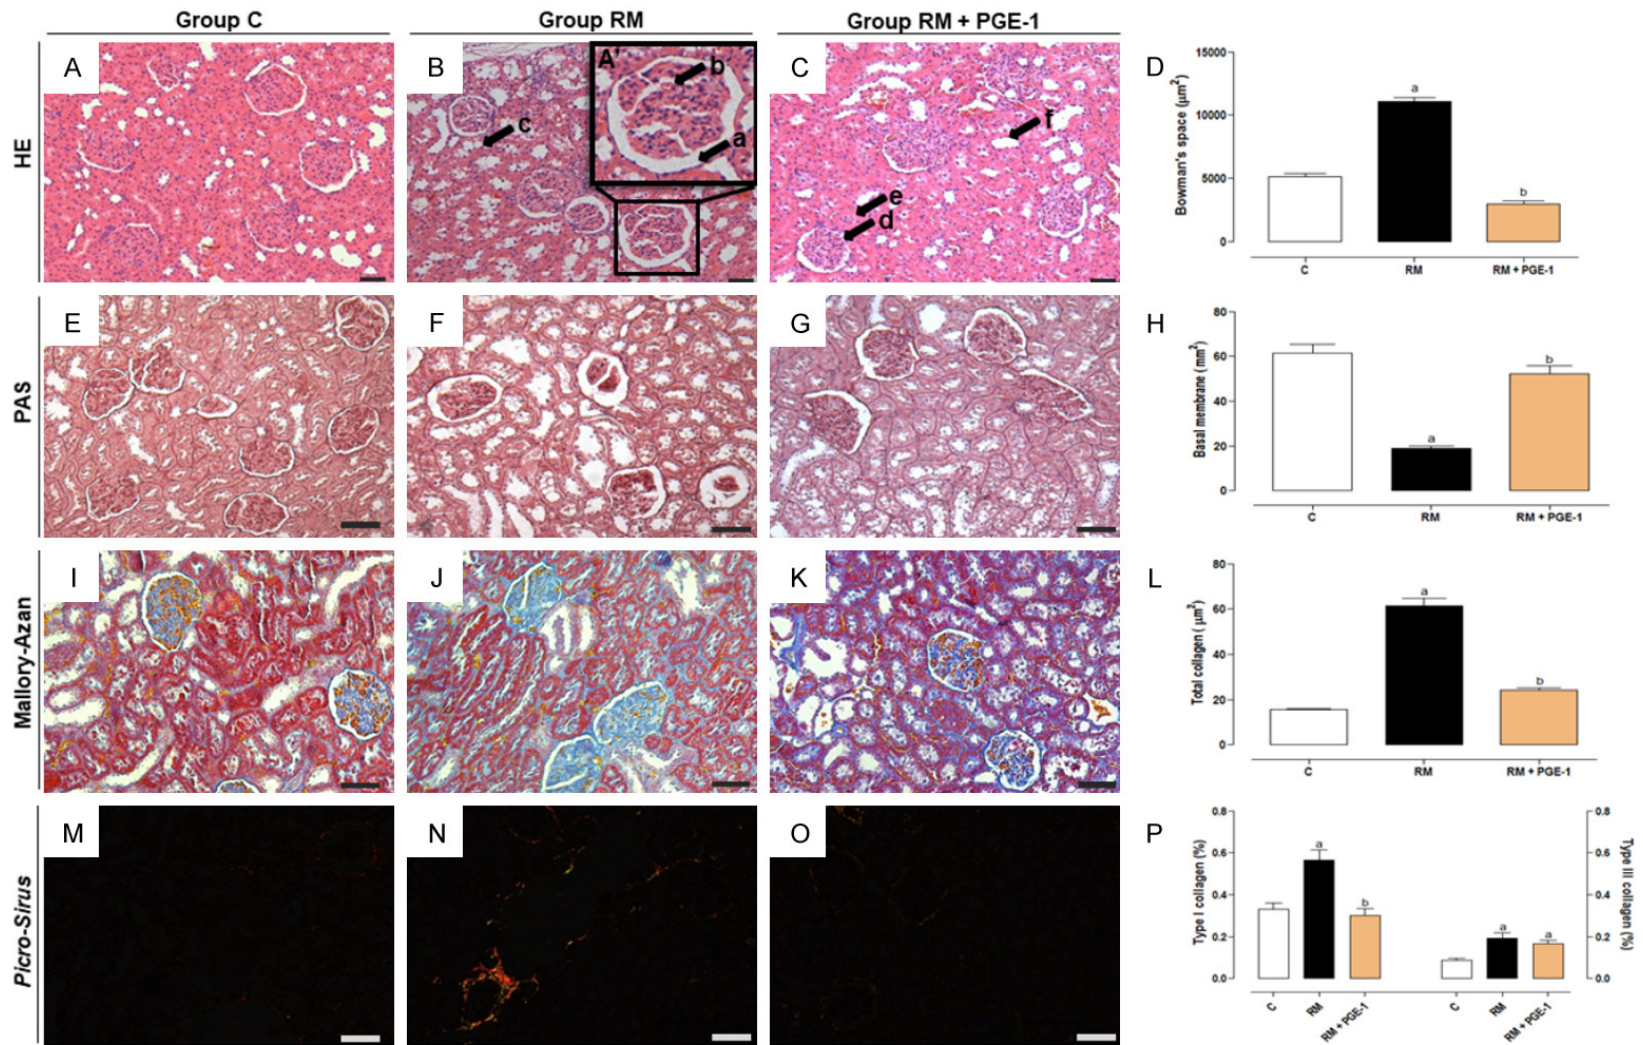 Group C
Group RM
Group RM + PGE-1
HE
A
B
A'
b
a
c
C
f
e
d
D
Bowman's space (μm²)
15000
10000
5000
0
a
b
C
RM
RM + PGE-1
PAS
E
F
G
H
Basal membrane (mm²)
80
60
40
20
0
a
b
C
RM
RM + PGE-1
Mallory-Azan
I
J
K
L
Total collagen (μm²)
80
60
40
20
0
a
b
C
RM
RM + PGE-1
Picro-Sirus
M
N
O
P
Type I collagen (%)
0.8
0.6
0.4
0.2
0.0
a
b
a
a
C
RM
RM + PGE-1
C
RM
RM + PGE-1
0.8
0.6
0.4
0.2
0.0
Type III collagen (%)